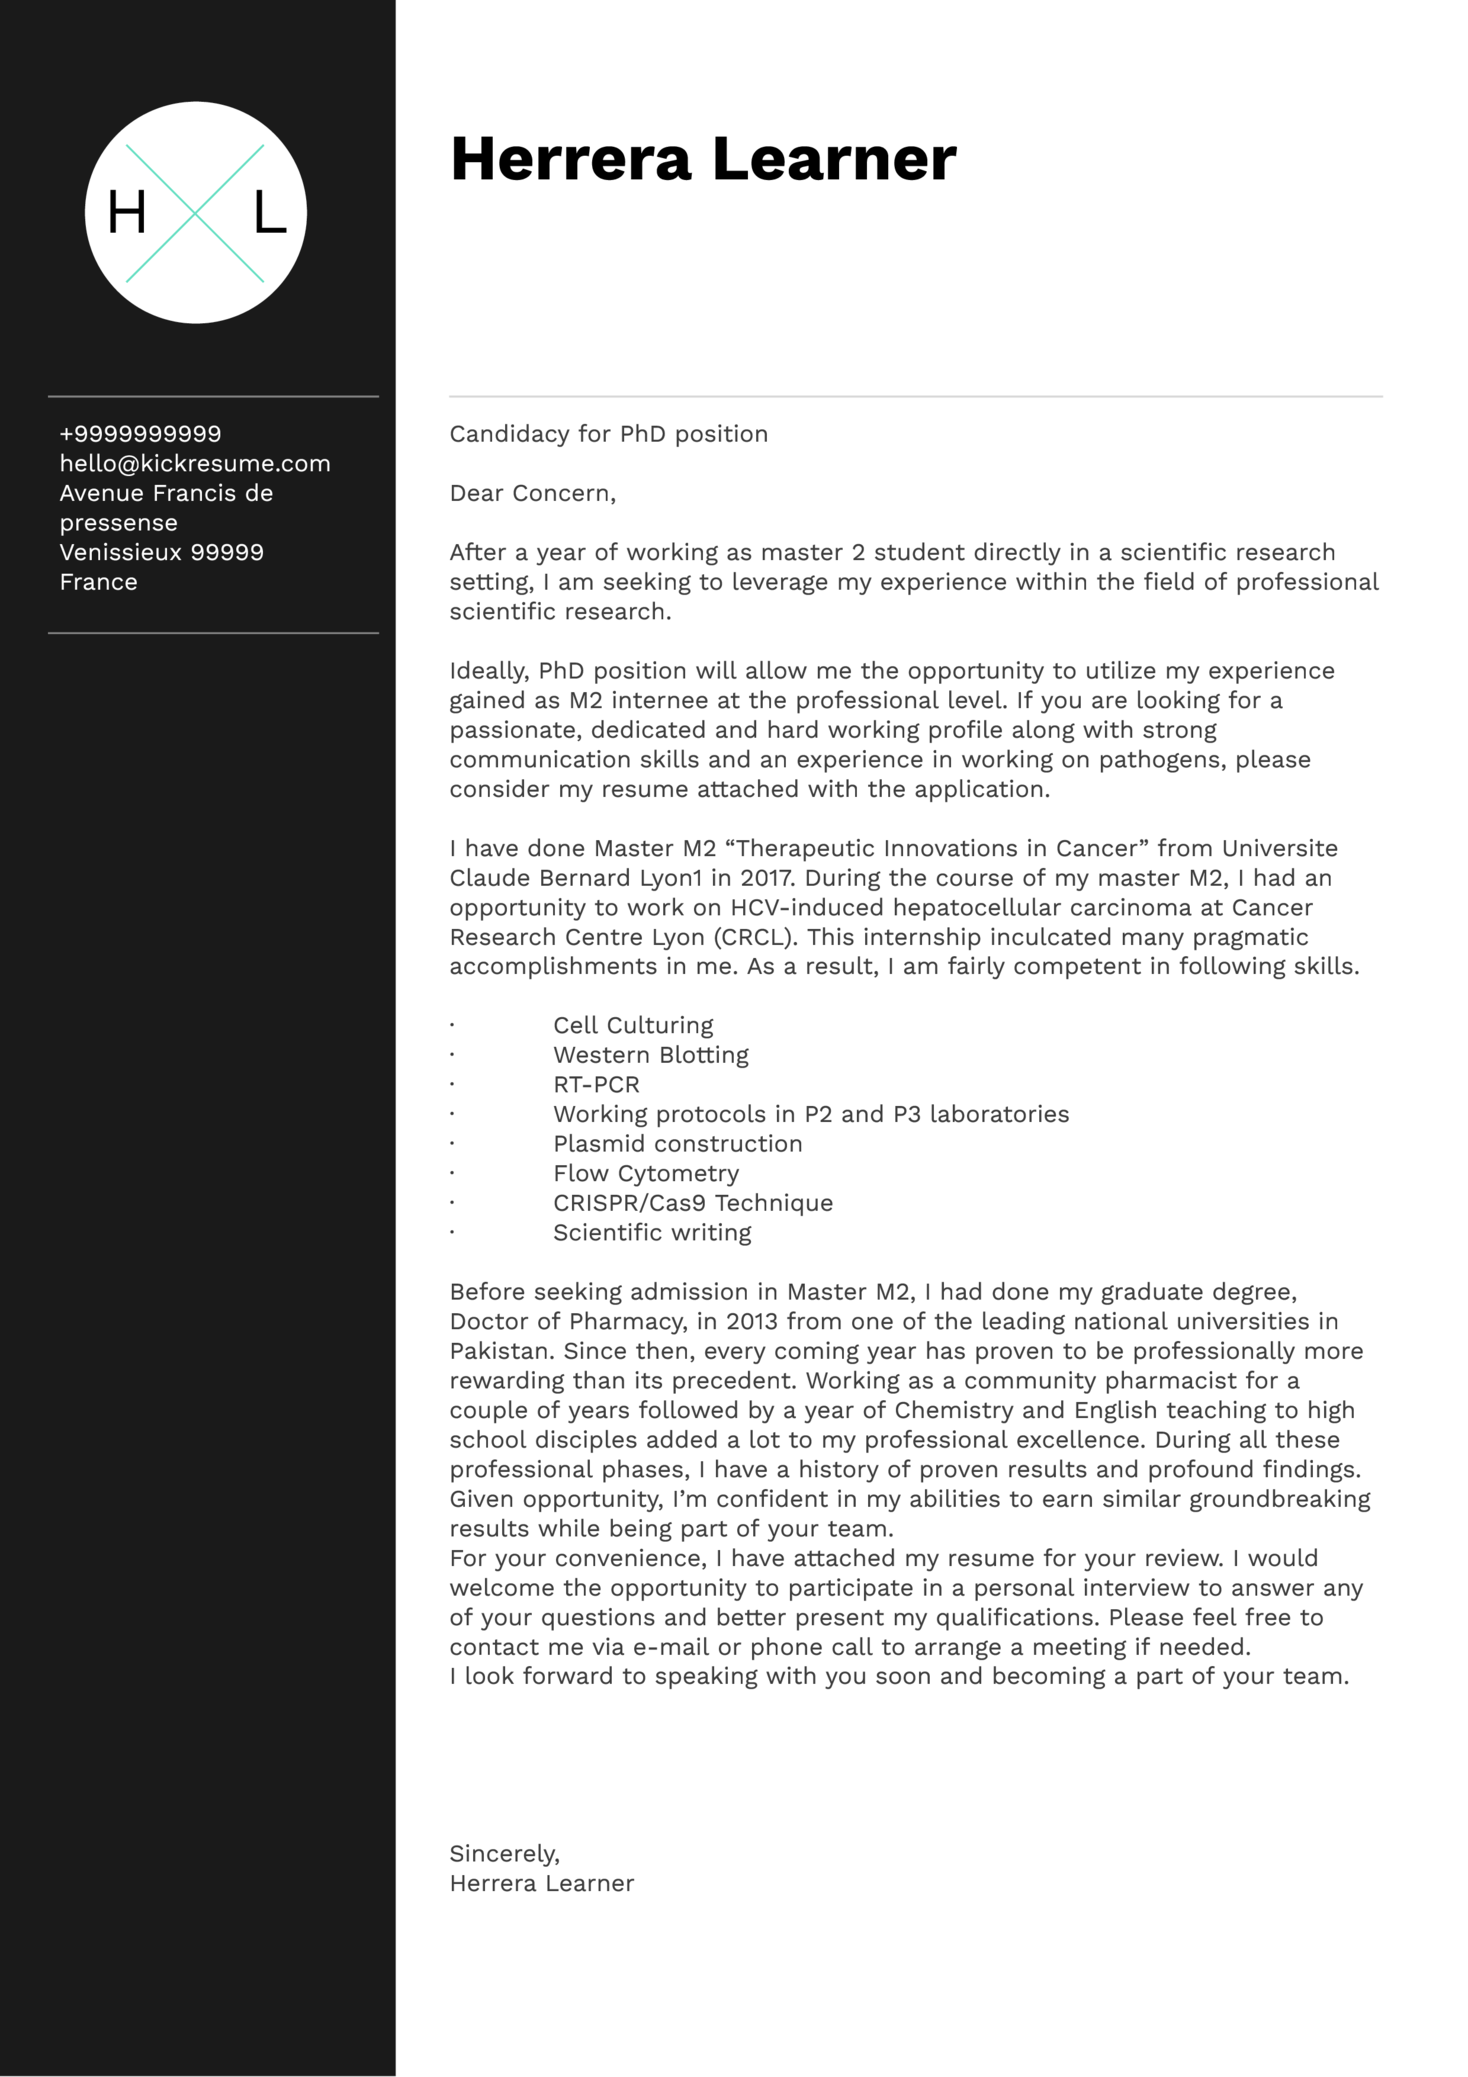 H L
+9999999999
hello@kickresume.com
Avenue Francis de
pressense
Venissieux 99999
France
Herrera Learner
Candidacy for PhD position
Dear Concern,
After a year of working as master 2 student directly in a scientific research
setting, I am seeking to leverage my experience within the field of professional
scientific research.
Ideally, PhD position will allow me the opportunity to utilize my experience
gained as M2 internee at the professional level. If you are looking for a
passionate, dedicated and hard working profile along with strong
communication skills and an experience in working on pathogens, please
consider my resume attached with the application.
I have done Master M2 “Therapeutic Innovations in Cancer” from Universite
Claude Bernard Lyon1 in 2017. During the course of my master M2, I had an
opportunity to work on HCV-induced hepatocellular carcinoma at Cancer
Research Centre Lyon (CRCL). This internship inculcated many pragmatic
accomplishments in me. As a result, I am fairly competent in following skills.
· Cell Culturing
· Western Blotting
· RT-PCR
· Working protocols in P2 and P3 laboratories
· Plasmid construction
· Flow Cytometry
· CRISPR/Cas9 Technique
· Scientific writing
Before seeking admission in Master M2, I had done my graduate degree,
Doctor of Pharmacy, in 2013 from one of the leading national universities in
Pakistan. Since then, every coming year has proven to be professionally more
rewarding than its precedent. Working as a community pharmacist for a
couple of years followed by a year of Chemistry and English teaching to high
school disciples added a lot to my professional excellence. During all these
professional phases, I have a history of proven results and profound findings.
Given opportunity, I’m confident in my abilities to earn similar groundbreaking
results while being part of your team.
For your convenience, I have attached my resume for your review. I would
welcome the opportunity to participate in a personal interview to answer any
of your questions and better present my qualifications. Please feel free to
contact me via e-mail or phone call to arrange a meeting if needed.
I look forward to speaking with you soon and becoming a part of your team.
Sincerely,
Herrera Learner